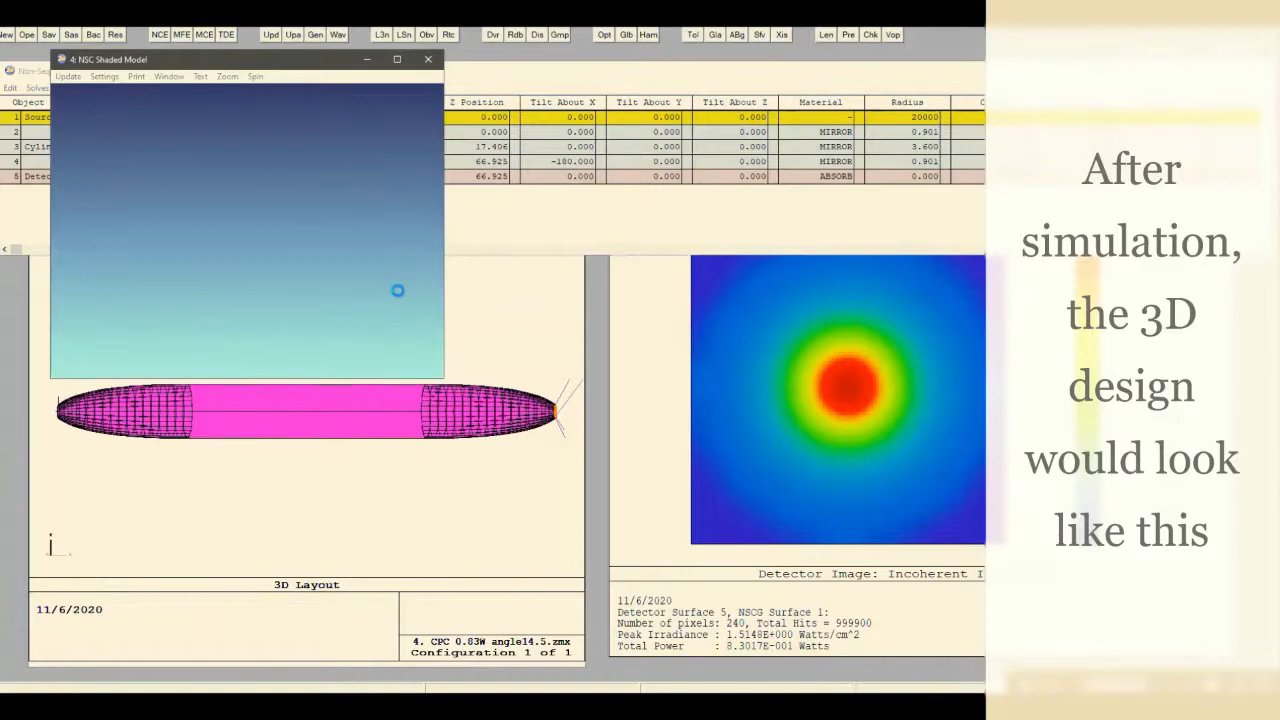 New Ope Sav Sas Bac Res NCE MFE MCE TDE Upd Upa Gen Wav L3n LSn Obv Rtc Dvr Rdb Dis Gmp Opt Glb Ham Tol Gla ABg Sfv Xis Len Pre Chk Vop
4: NSC Shaded Model
Update Settings Print Window Text Zoom Spin
Edit Solves
Object Z Position Tilt About X Tilt About Y Tilt About Z Material Radius
1 Sourc 0.000 0.000 0.000 0.000 - 20000
2 0.000 0.000 0.000 0.000 MIRROR 0.901
3 Cylin 17.406 0.000 0.000 0.000 MIRROR 3.600
4 66.925 -180.000 0.000 0.000 MIRROR 0.901
5 Detec 66.925 0.000 0.000 0.000 ABSORB 0.000
3D Layout
11/6/2020
4. CPC 0.83W angle14.5.zmx
Configuration 1 of 1
Detector Image: Incoherent I
11/6/2020
Detector Surface 5, NSCG Surface 1:
Number of pixels: 240, Total Hits = 999900
Peak Irradiance : 1.5148E+000 Watts/cm^2
Total Power : 8.3017E-001 Watts
After
simulation,
the 3D
design
would look
like this